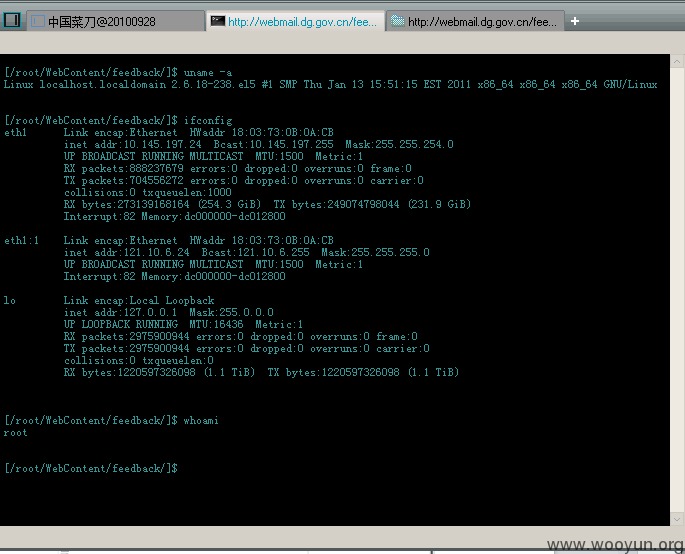 中国菜刀@20100928 http://webmail.dg.gov.cn/fee... http://webmail.dg.gov.cn/fee...
[/root/WebContent/feedback/]$ uname -a
Linux localhost.localdomain 2.6.18-238.el5 #1 SMP Thu Jan 13 15:51:15 EST 2011 x86_64 x86_64 x86_64 GNU/Linux
[/root/WebContent/feedback/]$ ifconfig
eth1 Link encap:Ethernet HWaddr 18:03:73:0B:0A:CB
inet addr:10.145.197.24 Bcast:10.145.197.255 Mask:255.255.254.0
UP BROADCAST RUNNING MULTICAST MTU:1500 Metric:1
RX packets:888237679 errors:0 dropped:0 overruns:0 frame:0
TX packets:704556272 errors:0 dropped:0 overruns:0 carrier:0
collisions:0 txqueuelen:1000
RX bytes:273139168164 (254.3 GiB) TX bytes:249074798044 (231.9 GiB)
Interrupt:82 Memory:dc000000-dc012800
eth1:1 Link encap:Ethernet HWaddr 18:03:73:0B:0A:CB
inet addr:121.10.6.24 Bcast:121.10.6.255 Mask:255.255.255.0
UP BROADCAST RUNNING MULTICAST MTU:1500 Metric:1
Interrupt:82 Memory:dc000000-dc012800
lo Link encap:Local Loopback
inet addr:127.0.0.1 Mask:255.0.0.0
UP LOOPBACK RUNNING MTU:16436 Metric:1
RX packets:2975900944 errors:0 dropped:0 overruns:0 frame:0
TX packets:2975900944 errors:0 dropped:0 overruns:0 carrier:0
collisions:0 txqueuelen:0
RX bytes:1220597326098 (1.1 TiB) TX bytes:1220597326098 (1.1 TiB)
[/root/WebContent/feedback/]$ whoami
root
[/root/WebContent/feedback/]$
www.wooyun.org